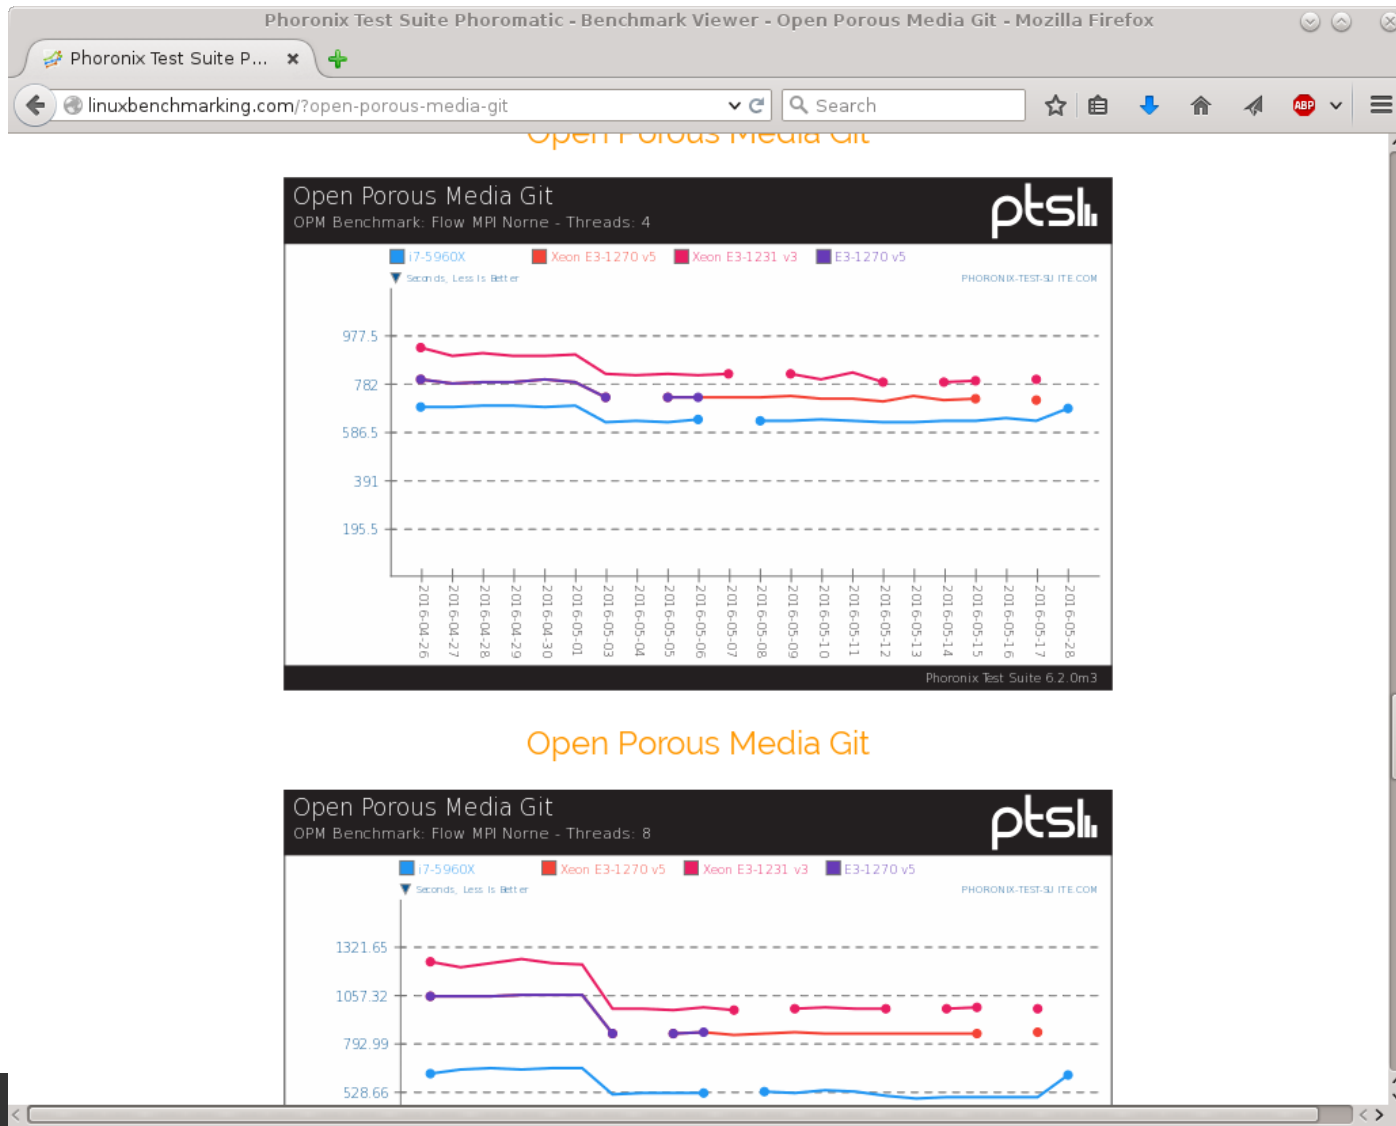 Phoronix Test Suite Phoromatic - Benchmark Viewer - Open Porous Media Git - Mozilla Firefox
Phoronix Test Suite P...
linuxbenchmarking.com/?open-porous-media-git
Search
ABP
Open Porous Media Git
Open Porous Media Git
OPM Benchmark: Flow MPI Norne - Threads: 4
pts
i7-5960X
Xeon E3-1270 v5
Xeon E3-1231 v3
E3-1270 v5
Seconds, Less Is Better
PHORONIX-TEST-SUITE.COM
977.5
782
586.5
391
195.5
2016-04-26
2016-04-27
2016-04-28
2016-04-29
2016-04-30
2016-05-01
2016-05-03
2016-05-04
2016-05-05
2016-05-06
2016-05-07
2016-05-08
2016-05-09
2016-05-10
2016-05-11
2016-05-12
2016-05-13
2016-05-14
2016-05-15
2016-05-16
2016-05-17
2016-05-28
Phoronix Test Suite 6.2.0m3
Open Porous Media Git
Open Porous Media Git
OPM Benchmark: Flow MPI Norne - Threads: 8
pts
i7-5960X
Xeon E3-1270 v5
Xeon E3-1231 v3
E3-1270 v5
Seconds, Less Is Better
PHORONIX-TEST-SUITE.COM
1321.65
1057.32
792.99
528.66